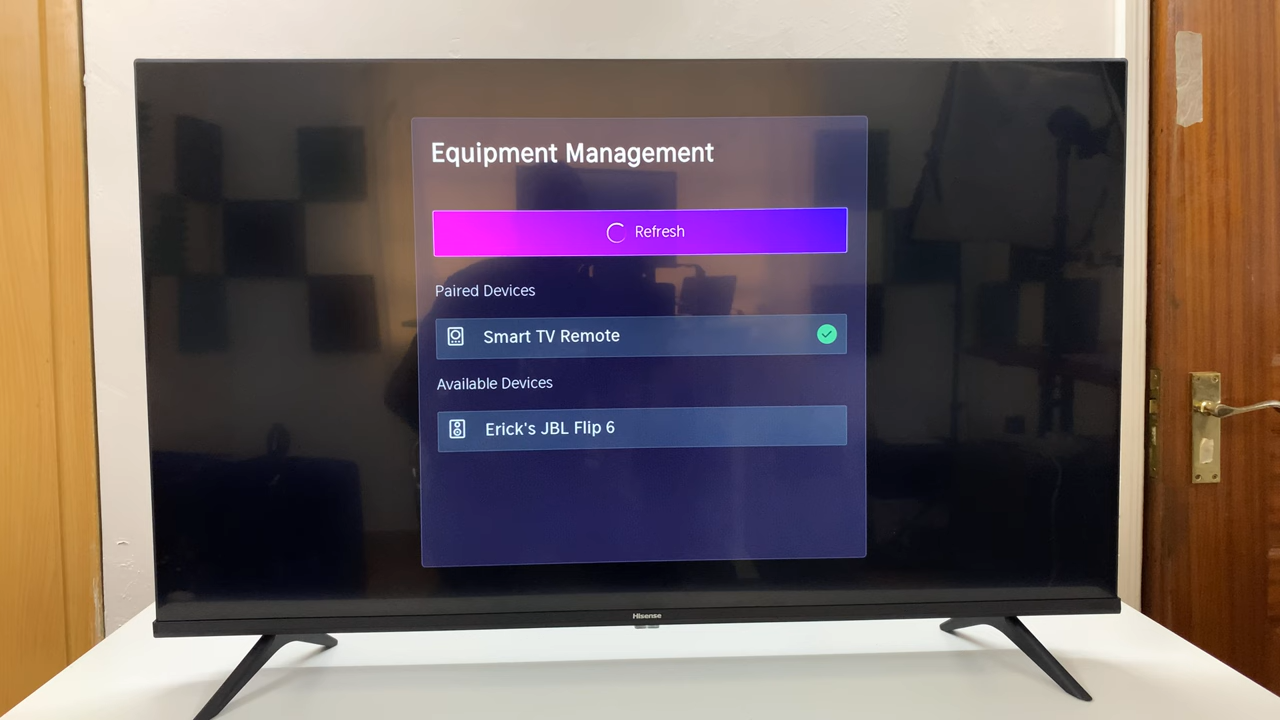 Equipment Management
Refresh
Paired Devices
Smart TV Remote
Available Devices
Erick's JBL Flip 6
Hisense